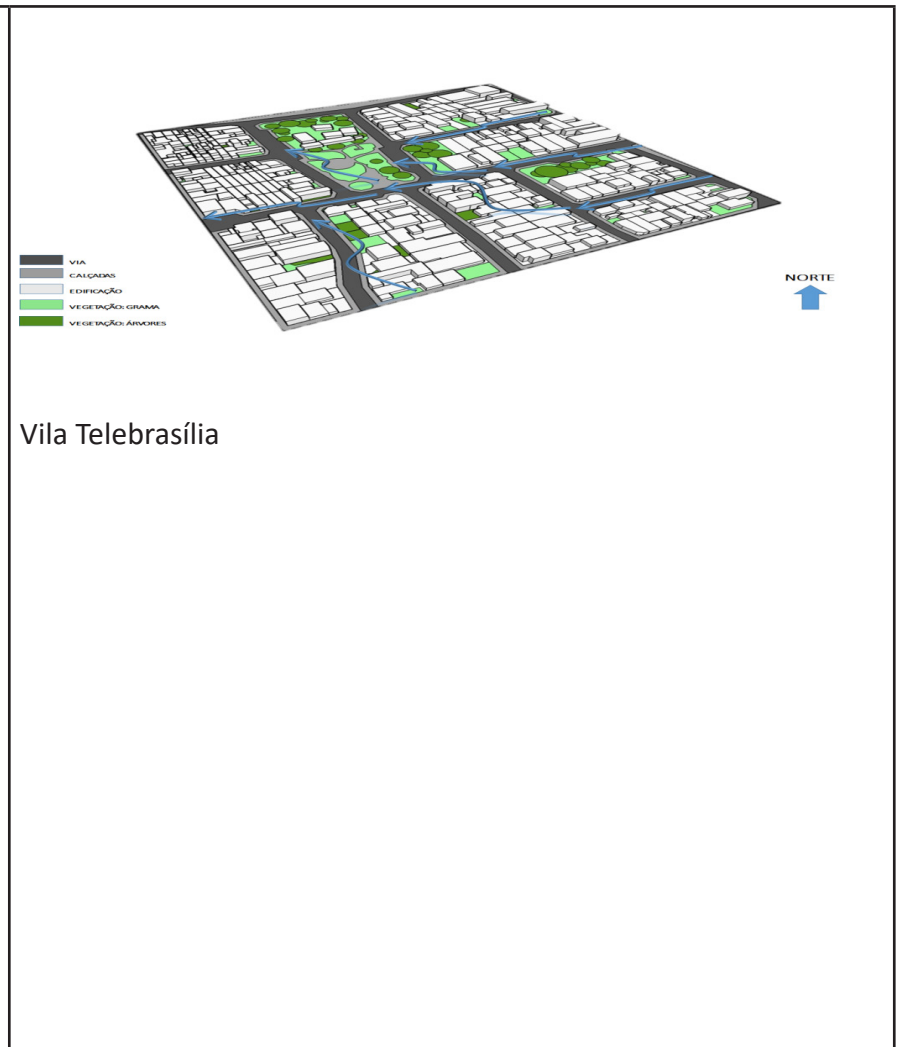 VIA
CALÇADAS
EDIFICAÇÃO
VEGETAÇÃO: GRAMA
VEGETAÇÃO: ÁRVORES
NORTE
Vila Telebrasília